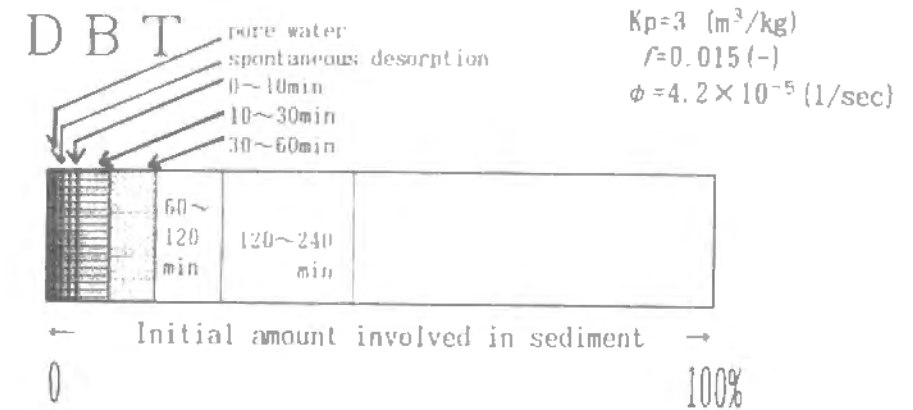 DBT
pore water
spontaneous desorption
0～10min
10～30min
30～60min
Kp=3 (m³/kg)
f=0.015(-)
φ=4.2×10⁻⁵(1/sec)
60～
120
min
120～240
min
← Initial amount involved in sediment →
0
100%